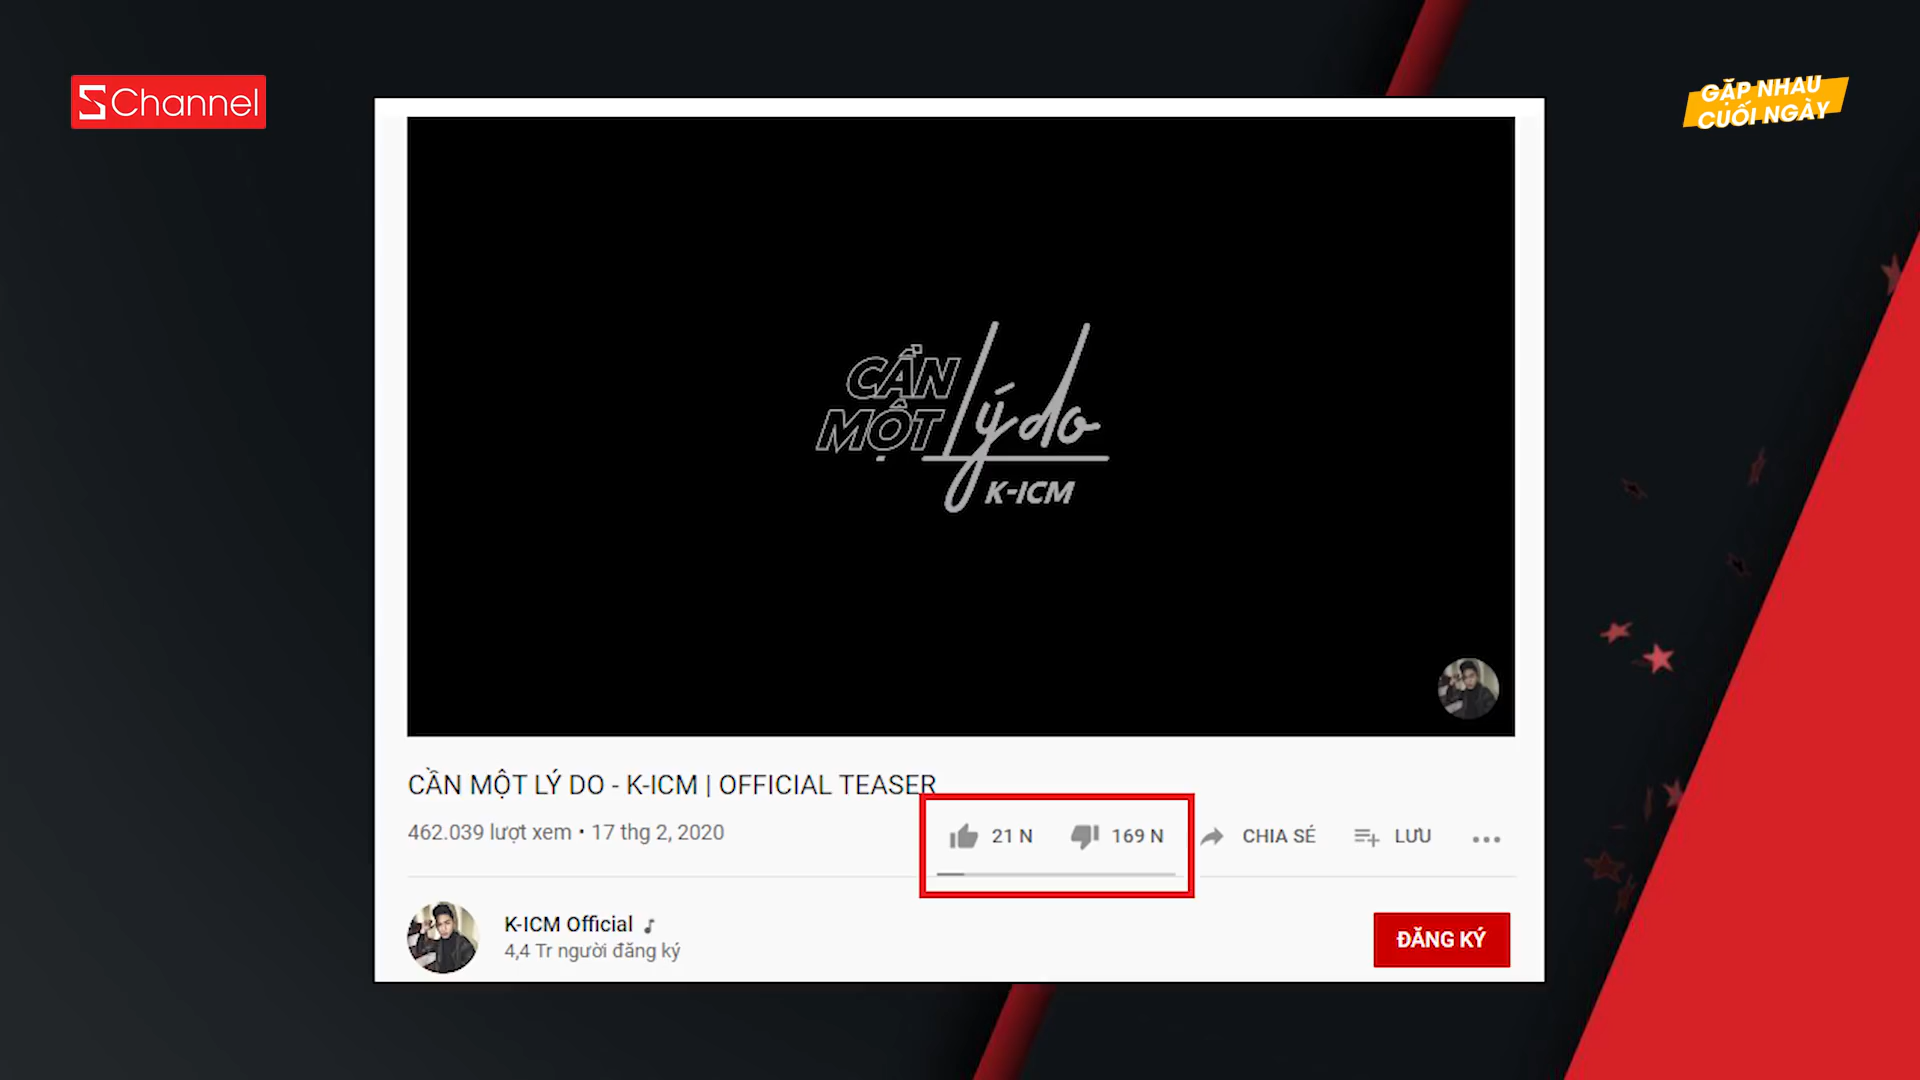 SChannel
GẶP NHAU
CUỐI NGÀY
CẦN
MỘT Lý do
K-ICM
CẦN MỘT LÝ DO - K-ICM | OFFICIAL TEASER
462.039 lượt xem • 17 thg 2, 2020
21 N 169 N CHIA SẺ LƯU
K-ICM Official
4,4 Tr người đăng ký
ĐĂNG KÝ